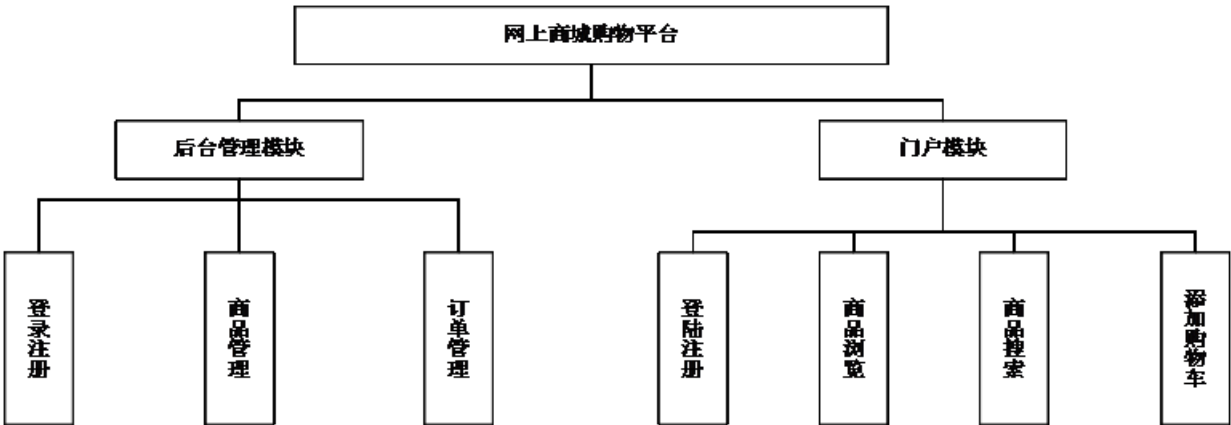 网上商城购物平台
后台管理模块
门户模块
登录注册
商品管理
订单管理
登陆注册
商品浏览
商品搜索
添加购物车